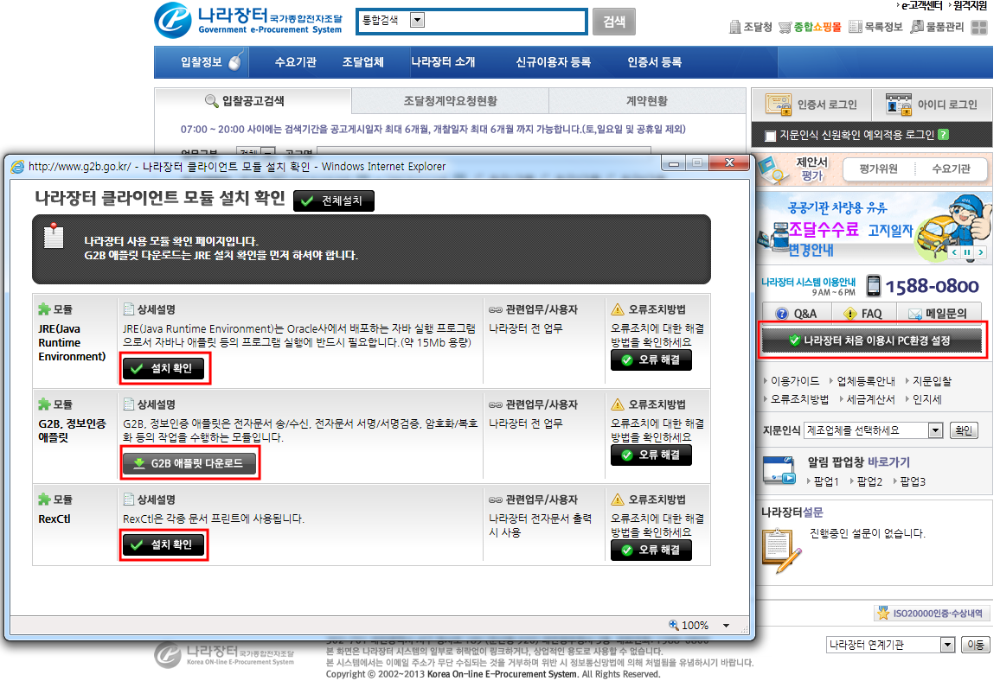 e-고객센터 원격지원
나라장터 국가종합전자조달
Government e-Procurement System
통합검색
검색
조달청 종합쇼핑몰 목록정보 물품관리
입찰정보 수요기관 조달업체 나라장터 소개 신규이용자 등록 인증서 등록
입찰공고검색 조달청계약요청현황 계약현황
인증서 로그인 아이디 로그인
07:00 ~ 20:00 사이에는 검색기간을 공고게시일자 최대 6개월, 개찰일자 최대 6개월 까지 가능합니다.(토,일요일 및 공휴일 제외)
지문인식 신원확인 예외적용 로그인 ?
http://www.g2b.go.kr/ - 나라장터 클라이언트 모듈 설치 확인 - Windows Internet Explorer
나라장터 클라이언트 모듈 설치 확인 전체설치
나라장터 사용 모듈 확인 페이지입니다.
G2B 애플릿 다운로드는 JRE 설치 확인을 먼저 하셔야 합니다.
모듈 상세설명 관련업무/사용자 오류조치방법
JRE(Java
Runtime
Environment)
JRE(Java Runtime Environment)는 Oracle사에서 배포하는 자바 실행 프로그램
으로서 자바나 애플릿 등의 프로그램 실행에 반드시 필요합니다.(약 15Mb 용량)
설치 확인
나라장터 전 업무
오류조치에 대한 해결
방법을 확인하세요
오류 해결
모듈 상세설명 관련업무/사용자 오류조치방법
G2B, 정보인증
애플릿
G2B, 정보인증 애플릿은 전자문서 송/수신, 전자문서 서명/서명검증, 암호화/복호
화 등의 작업을 수행하는 모듈입니다.
G2B 애플릿 다운로드
나라장터 전 업무
오류조치에 대한 해결
방법을 확인하세요
오류 해결
모듈 상세설명 관련업무/사용자 오류조치방법
RexCtl
RexCtl은 각종 문서 프린트에 사용됩니다.
설치 확인
나라장터 전자문서 출력
시 사용
오류조치에 대한 해결
방법을 확인하세요
오류 해결
100%
제안서
평가
평가위원 수요기관
공공기관 차량용 유류
조달수수료 고지일자
변경안내
나라장터 시스템 이용안내
9 AM ~ 6 PM
1588-0800
Q&A FAQ 메일문의
나라장터 처음 이용시 PC환경 설정
이용가이드 업체등록안내 지문입찰
오류조치방법 세금계산서 인지세
지문인식 제조업체를 선택하세요 확인
알림 팝업창 바로가기
팝업1 팝업2 팝업3
나라장터설문
진행중인 설문이 없습니다.
ISO20000인증·수상내역
나라장터 연계기관 이동
나라장터 국가종합전자조달
Korea ON-line E-Procurement System
본 화면은 나라장터 시스템의 일부로 허락없이 링크하거나, 상업적인 용도로 사용할 수 없습니다.
본 시스템에서는 이메일 주소가 무단 수집되는 것을 거부하며 위반 시 정보통신망법에 의해 처벌됨을 유념하시기 바랍니다.
Copyright © 2002~2013 Korea On-line E-Procurement System. All Rights Reserved.